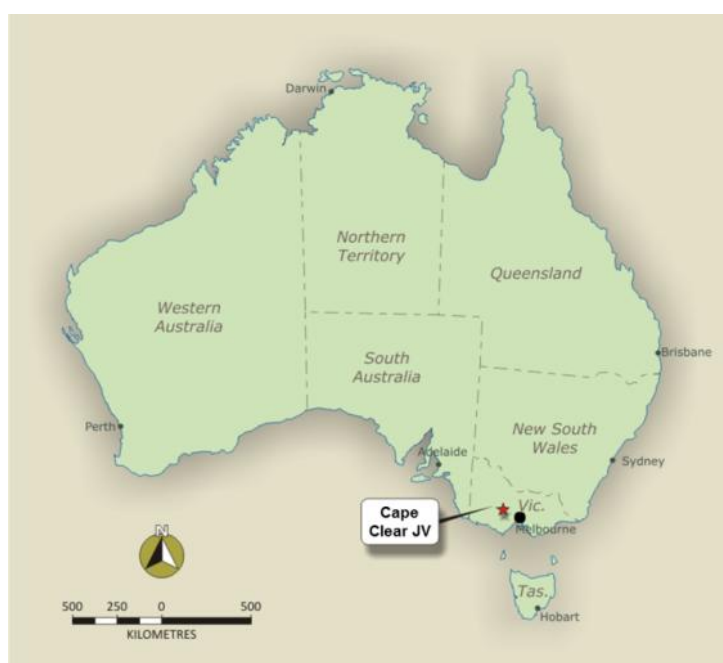 Darwin
Northern
Territory
Queensland
Western
Australia
South
Australia
Brisbane
New South
Wales
Perth
Adelaide
Sydney
Cape
Clear JV
Vic.
Melbourne
N
Tas.
Hobart
500 250 0 500
KILOMETRES